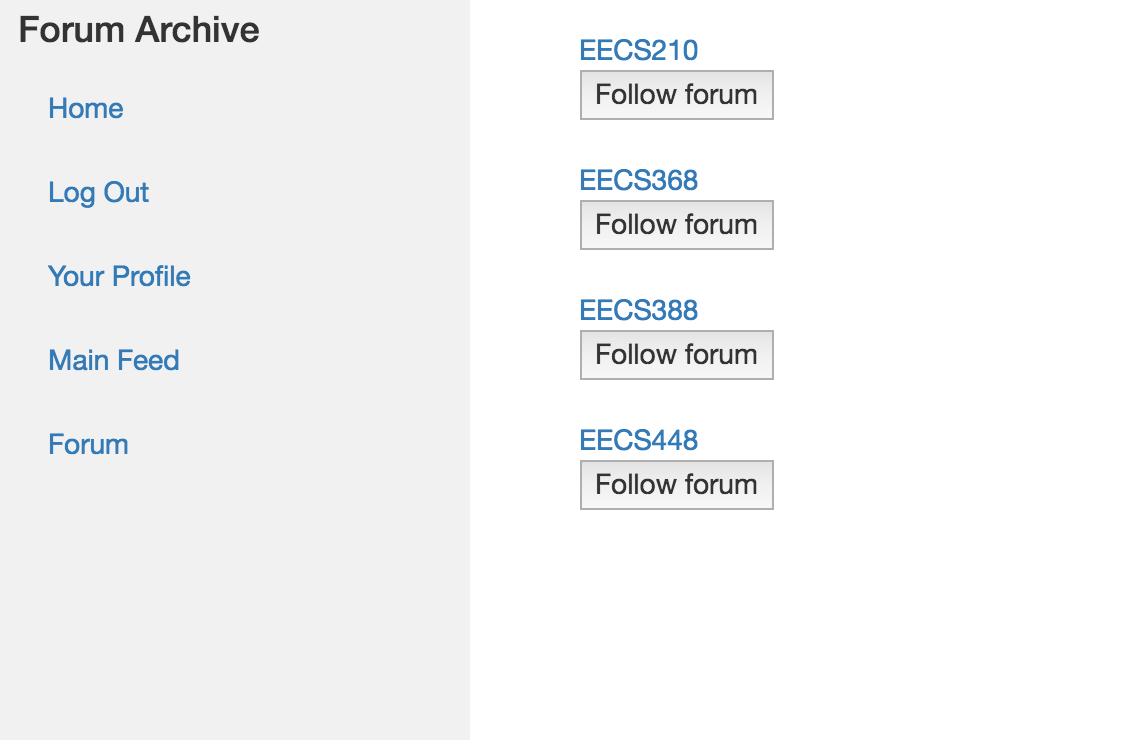 Forum Archive
Home
Log Out
Your Profile
Main Feed
Forum
EECS210
Follow forum
EECS368
Follow forum
EECS388
Follow forum
EECS448
Follow forum